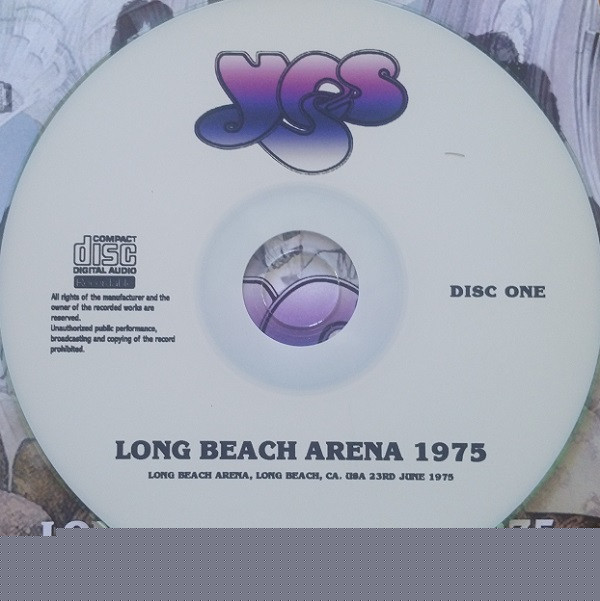 yes
COMPACT
disc
DIGITAL AUDIO
Recordable
All rights of the manufacturer and the
owner of the recorded works are
reserved.
Unauthorized public performance,
broadcasting and copying of the record
prohibited.
DISC ONE
LONG BEACH ARENA 1975
LONG BEACH ARENA, LONG BEACH, CA. USA 23RD JUNE 1975